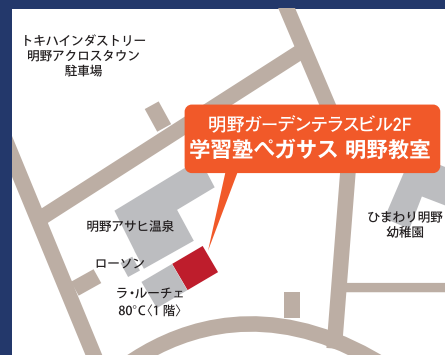 トキハインダストリー
明野アクロスタウン
駐車場
明野ガーデンテラスビル2F
学習塾ペガサス 明野教室
明野アサヒ温泉
ひまわり明野
幼稚園
ローソン
ラ・ルーチェ
80℃〈1階〉